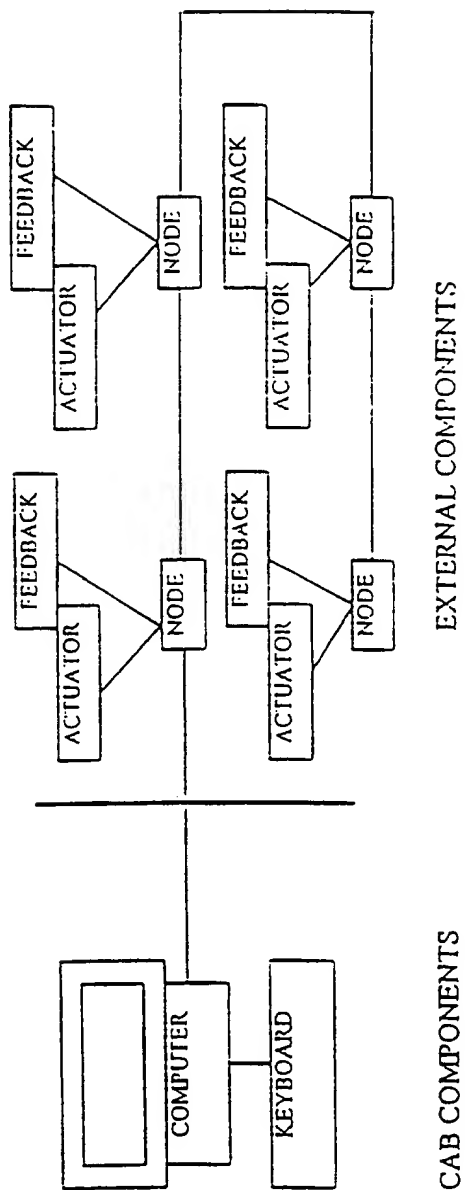 FEEDBACK
FEEDBACK
ACTUATOR
ACTUATOR
NODE
NODE
COMPUTER
FEEDBACK
FEEDBACK
ACTUATOR
ACTUATOR
KEYBOARD
NODE
NODE
CAB COMPONENTS
EXTERNAL COMPONENTS